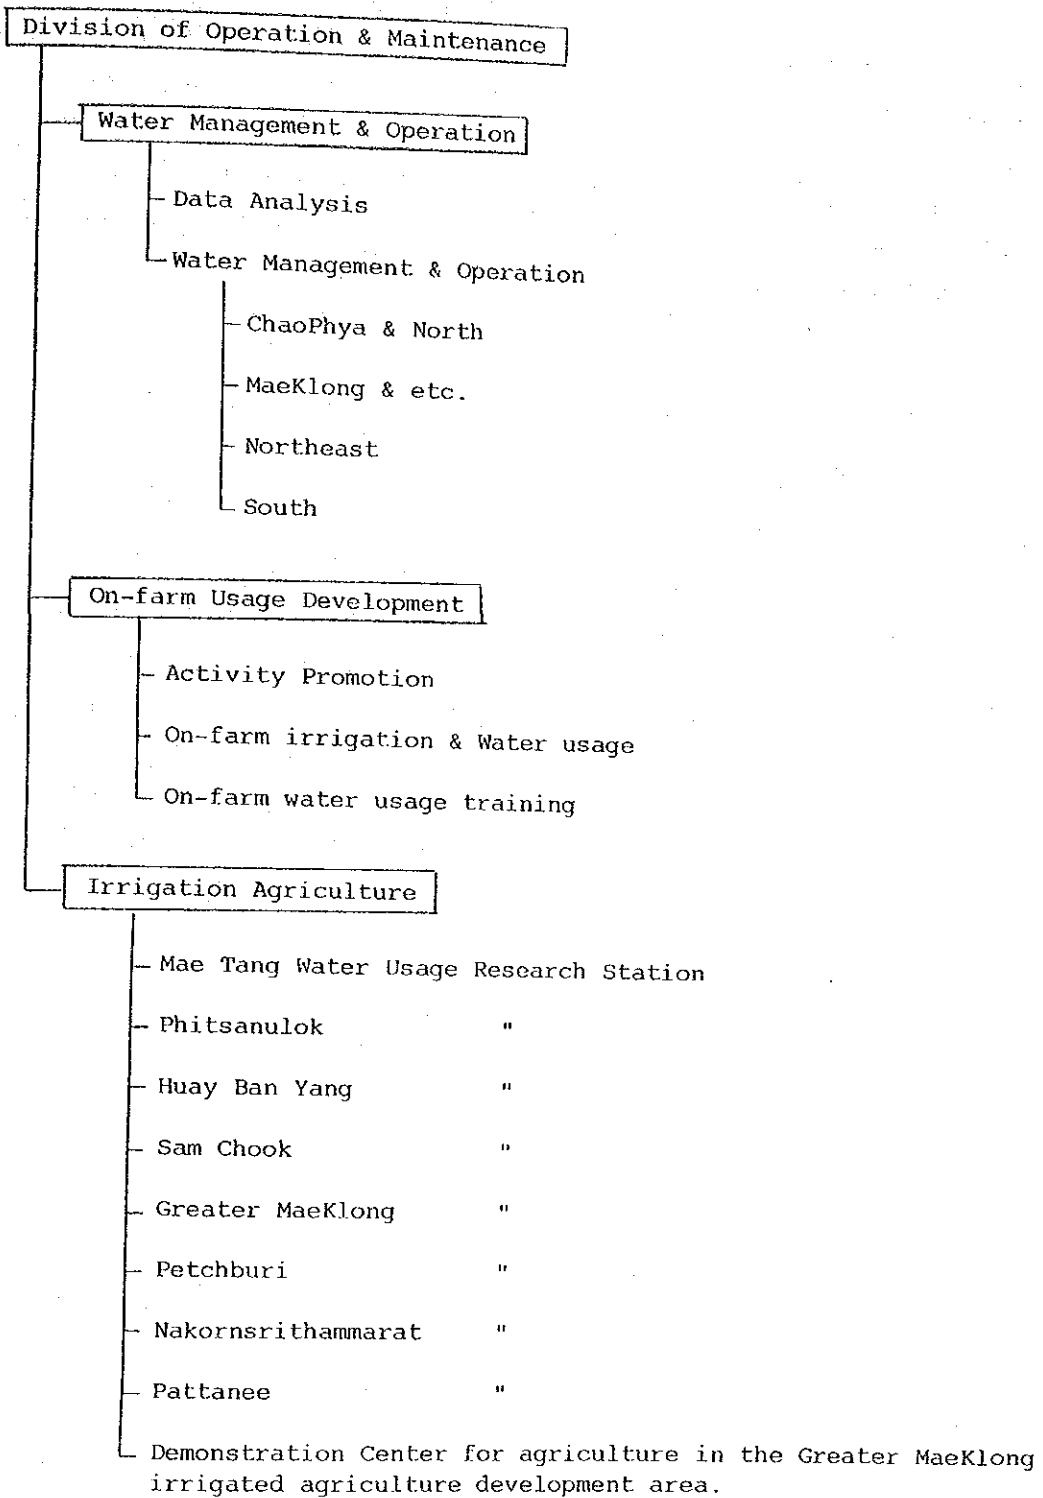 Division of Operation & Maintenance
Water Management & Operation
Data Analysis
Water Management & Operation
ChaoPhya & North
MaeKlong & etc.
Northeast
South
On-farm Usage Development
Activity Promotion
On-farm irrigation & Water usage
On-farm water usage training
Irrigation Agriculture
Mae Tang Water Usage Research Station
Phitsanulok "
Huay Ban Yang "
Sam Chook "
Greater MaeKlong "
Petchburi "
Nakornsrithammarat "
Pattanee "
Demonstration Center for agriculture in the Greater MaeKlong
irrigated agriculture development area.